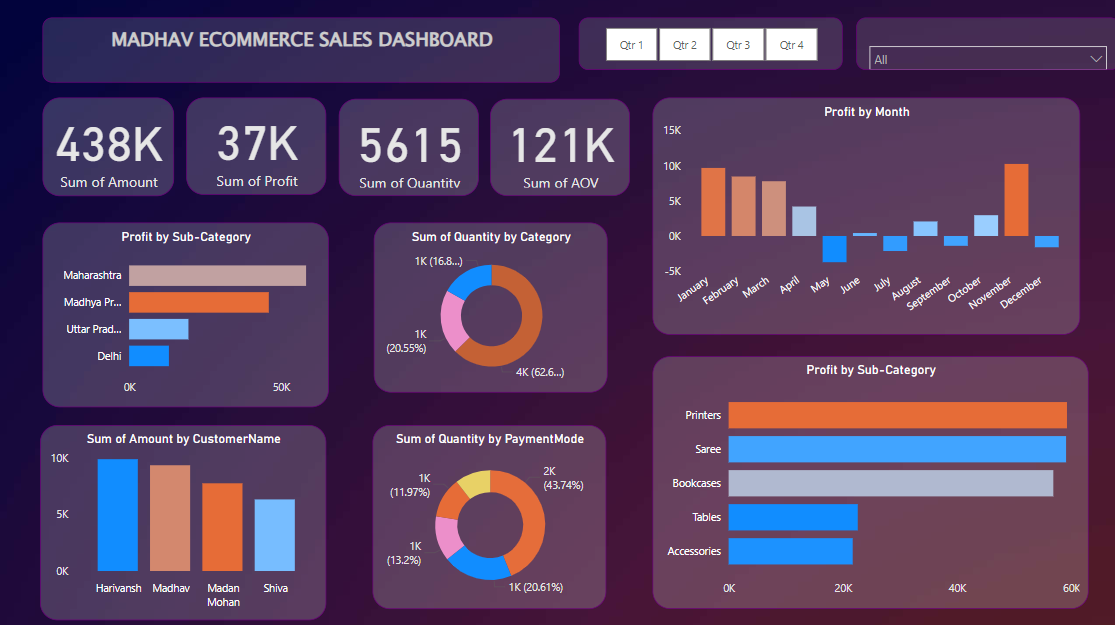 MADHAV ECOMMERCE SALES DASHBOARD
Qtr 1
Qtr 2
Qtr 3
Qtr 4
All
438K
Sum of Amount
37K
Sum of Profit
5615
Sum of Quantity
121K
Sum of AOV
Profit by Month
15K
10K
5K
0K
-5K
January
February
March
April
May
June
July
August
September
October
November
December
Profit by Sub-Category
Maharashtra
Madhya Pr...
Uttar Prad...
Delhi
0K
50K
Sum of Quantity by Category
1K (16.8...)
1K
(20.55%)
4K (62.6...)
Profit by Sub-Category
Printers
Saree
Bookcases
Tables
Accessories
0K
20K
40K
60K
Sum of Amount by CustomerName
10K
5K
0K
Harivansh
Madhav
Madan
Mohan
Shiva
Sum of Quantity by PaymentMode
1K
(11.97%)
2K
(43.74%)
1K
(13.2%)
1K (20.61%)